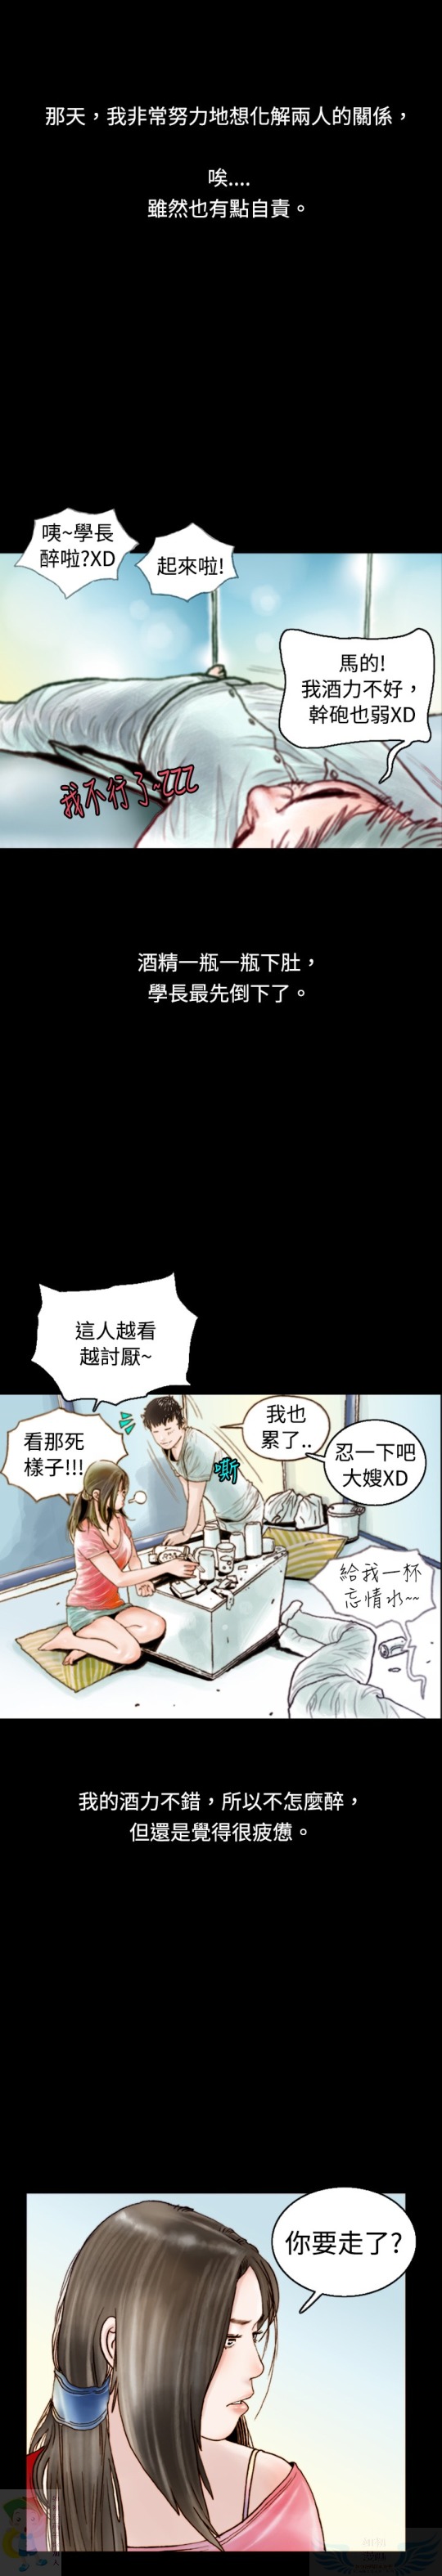 那天，我非常努力地想化解兩人的關係，
唉....
雖然也有點自責。
咦~學長
醉啦?XD
起來啦!
馬的!
我酒力不好，
幹砲也弱XD
我不行了~ZZZ
酒精一瓶一瓶下肚，
學長最先倒下了。
這人越看
越討厭~
我也
累了..
看那死
樣子!!!
嘶
忍一下吧
大嫂XD
給我一杯
忘情水~~
我的酒力不錯，所以不怎麼醉，
但還是覺得很疲憊。
你要走了?